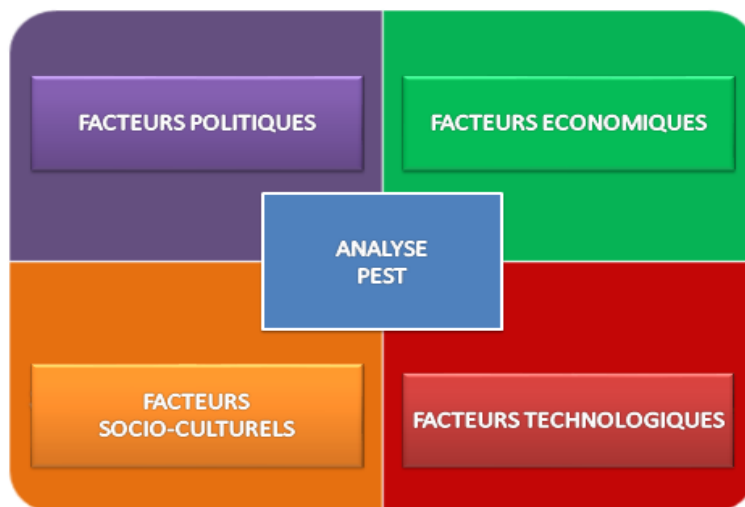 FACTEURS POLITIQUES
FACTEURS ECONOMIQUES
ANALYSE
PEST
FACTEURS
SOCIO-CULTURELS
FACTEURS TECHNOLOGIQUES